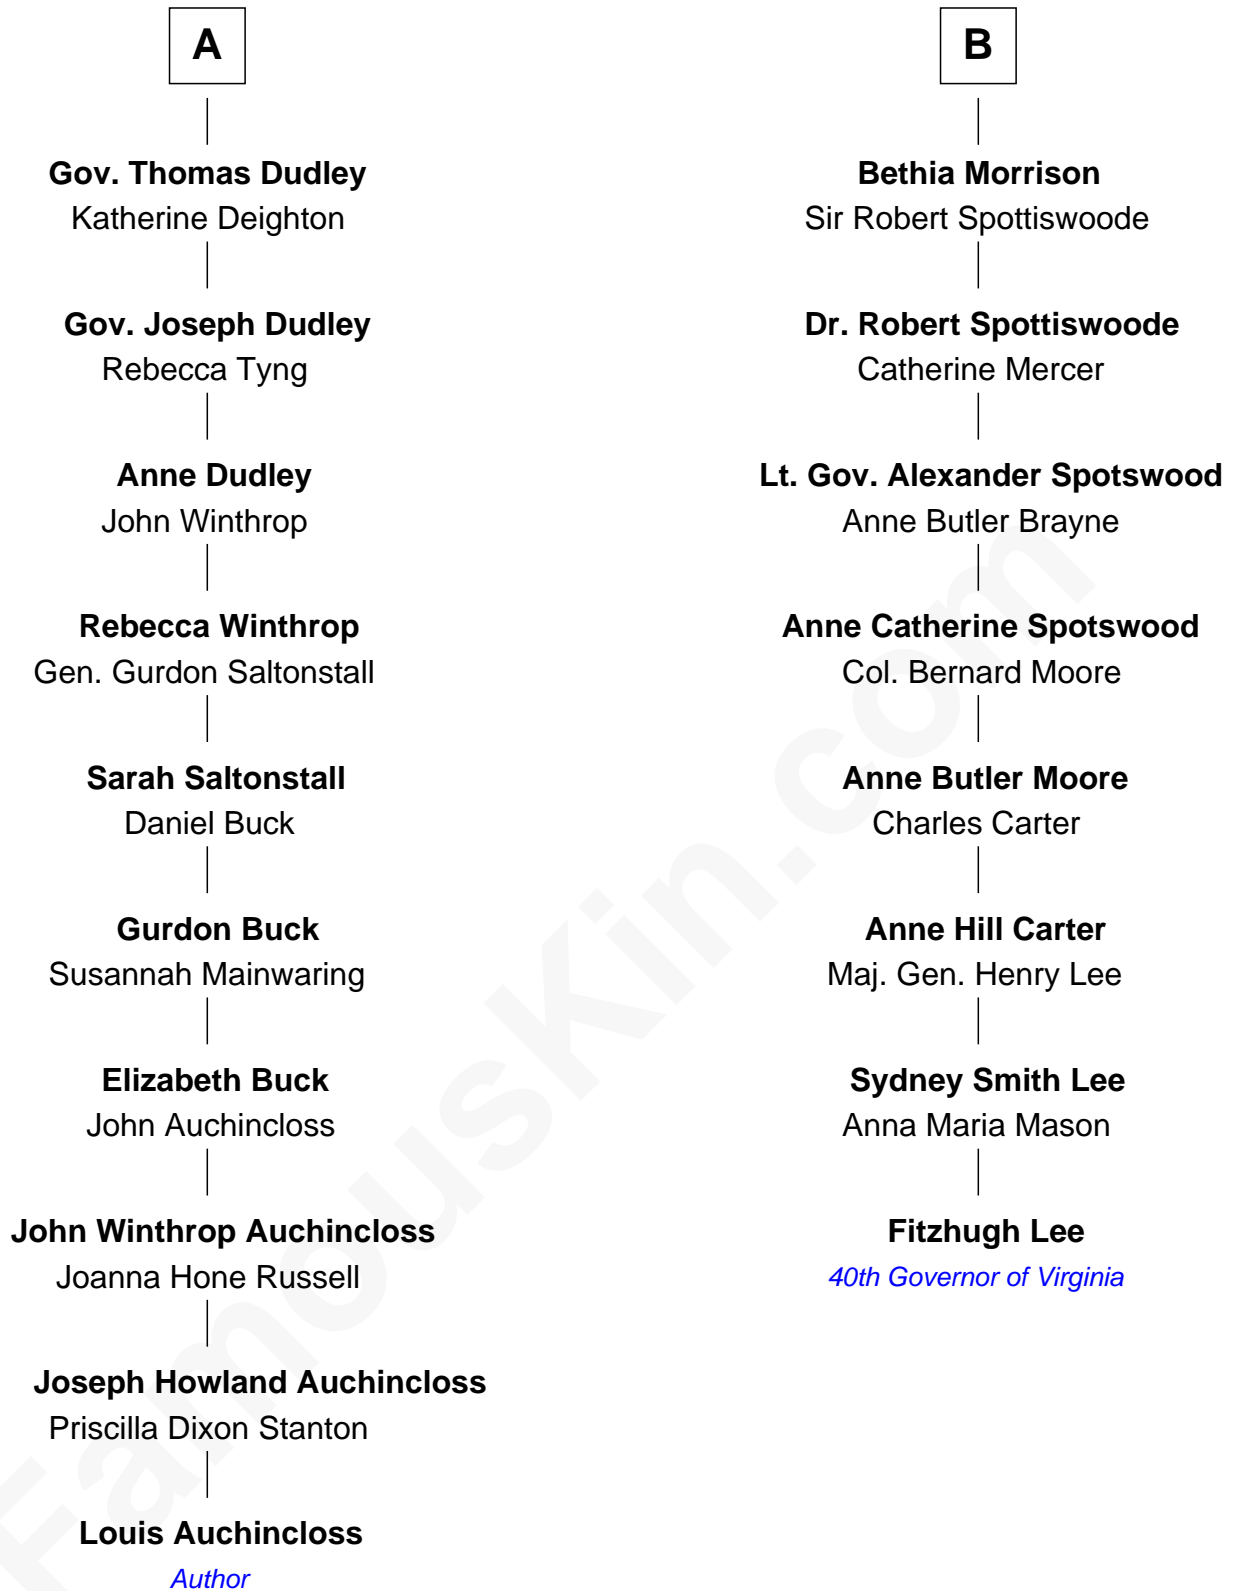 A
Gov. Thomas Dudley
Katherine Deighton
Gov. Joseph Dudley
Rebecca Tyng
Anne Dudley
John Winthrop
Rebecca Winthrop
Gen. Gurdon Saltonstall
Sarah Saltonstall
Daniel Buck
Gurdon Buck
Susannah Mainwaring
Elizabeth Buck
John Auchincloss
John Winthrop Auchincloss
Joanna Hone Russell
Joseph Howland Auchincloss
Priscilla Dixon Stanton
Louis Auchincloss
Author
B
Bethia Morrison
Sir Robert Spottiswoode
Dr. Robert Spottiswoode
Catherine Mercer
Lt. Gov. Alexander Spotswood
Anne Butler Brayne
Anne Catherine Spotswood
Col. Bernard Moore
Anne Butler Moore
Charles Carter
Anne Hill Carter
Maj. Gen. Henry Lee
Sydney Smith Lee
Anna Maria Mason
Fitzhugh Lee
40th Governor of Virginia
FamousKin.com